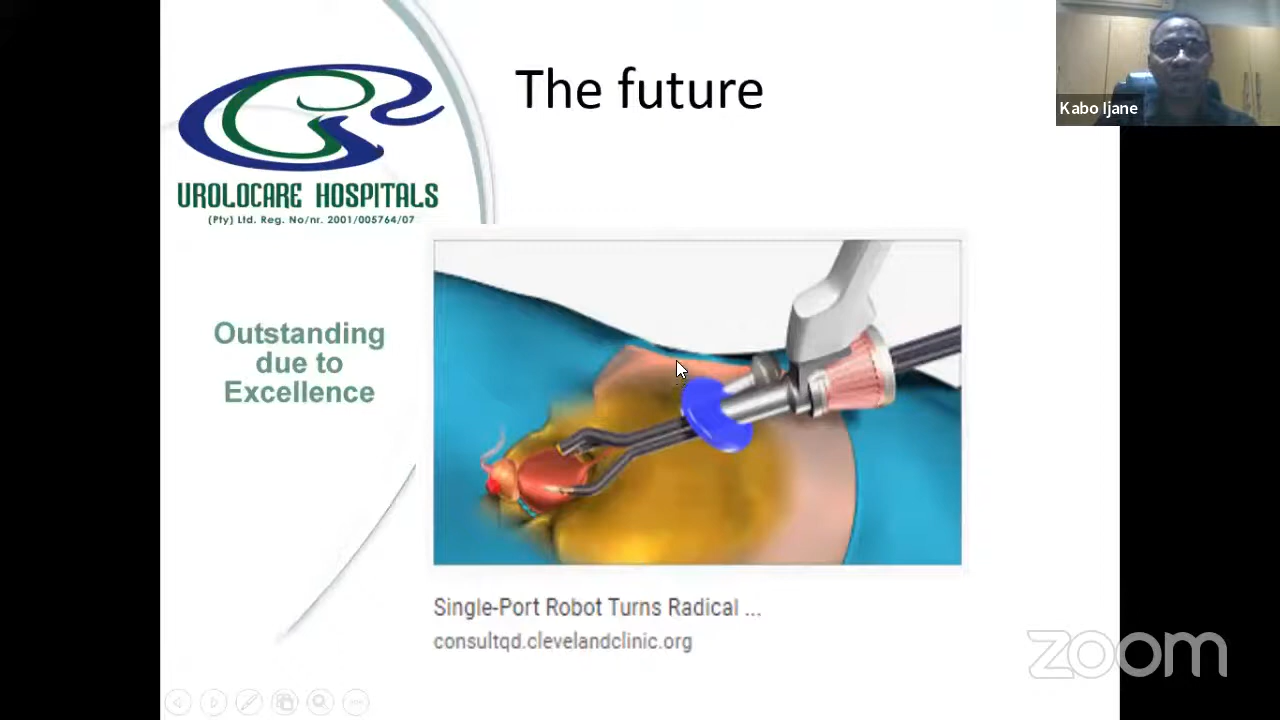 The future
Kabo Ijane
UROLOCARE HOSPITALS
(Pty) Ltd. Reg. No/nr. 2001/005764/07
Outstanding
due to
Excellence
Single-Port Robot Turns Radical ...
consultqd.clevelandclinic.org
zoom